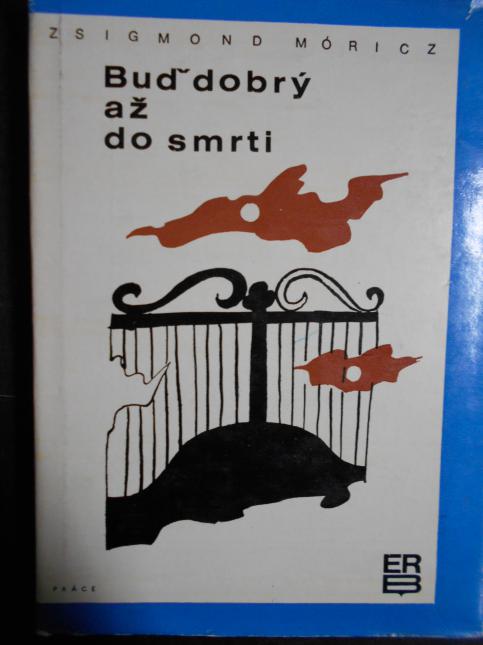 ZSIGMOND MÓRICZ
Buď dobrý
až
do smrti
PRÁCE
ERB